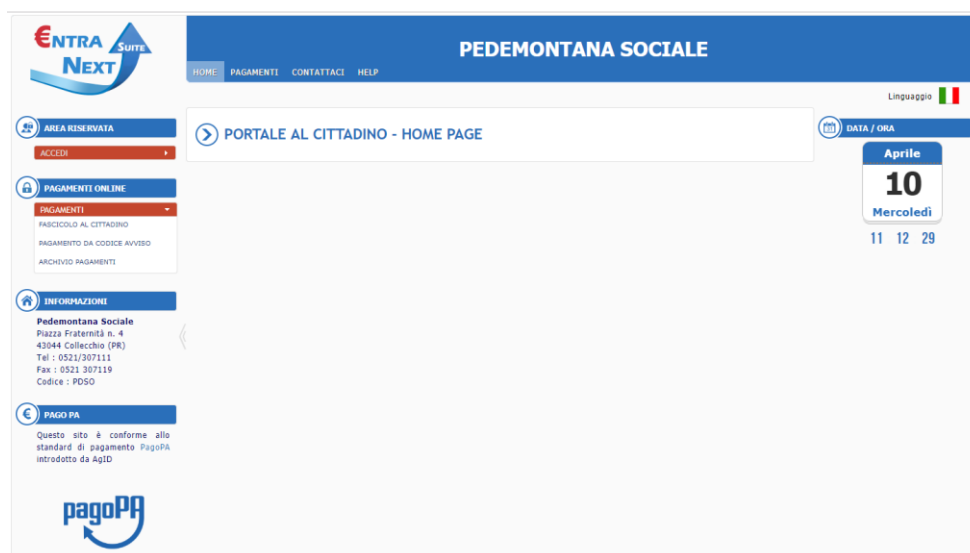 €NTRA SUITE
NEXT
PEDEMONTANA SOCIALE
HOME PAGAMENTI CONTATTACI HELP
Linguaggio
AREA RISERVATA
ACCEDI
PAGAMENTI ONLINE
PAGAMENTI
FASCICOLO AL CITTADINO
PAGAMENTO DA CODICE AVVISO
ARCHIVIO PAGAMENTI
INFORMAZIONI
Pedemontana Sociale
Piazza Fraternità n. 4
43044 Collecchio (PR)
Tel : 0521/307111
Fax : 0521 307119
Codice : PDSO
PAGO PA
Questo sito è conforme allo
standard di pagamento PagoPA
introdotto da AgID
pagoPA
PORTALE AL CITTADINO - HOME PAGE
DATA / ORA
Aprile
10
Mercoledì
11 12 29